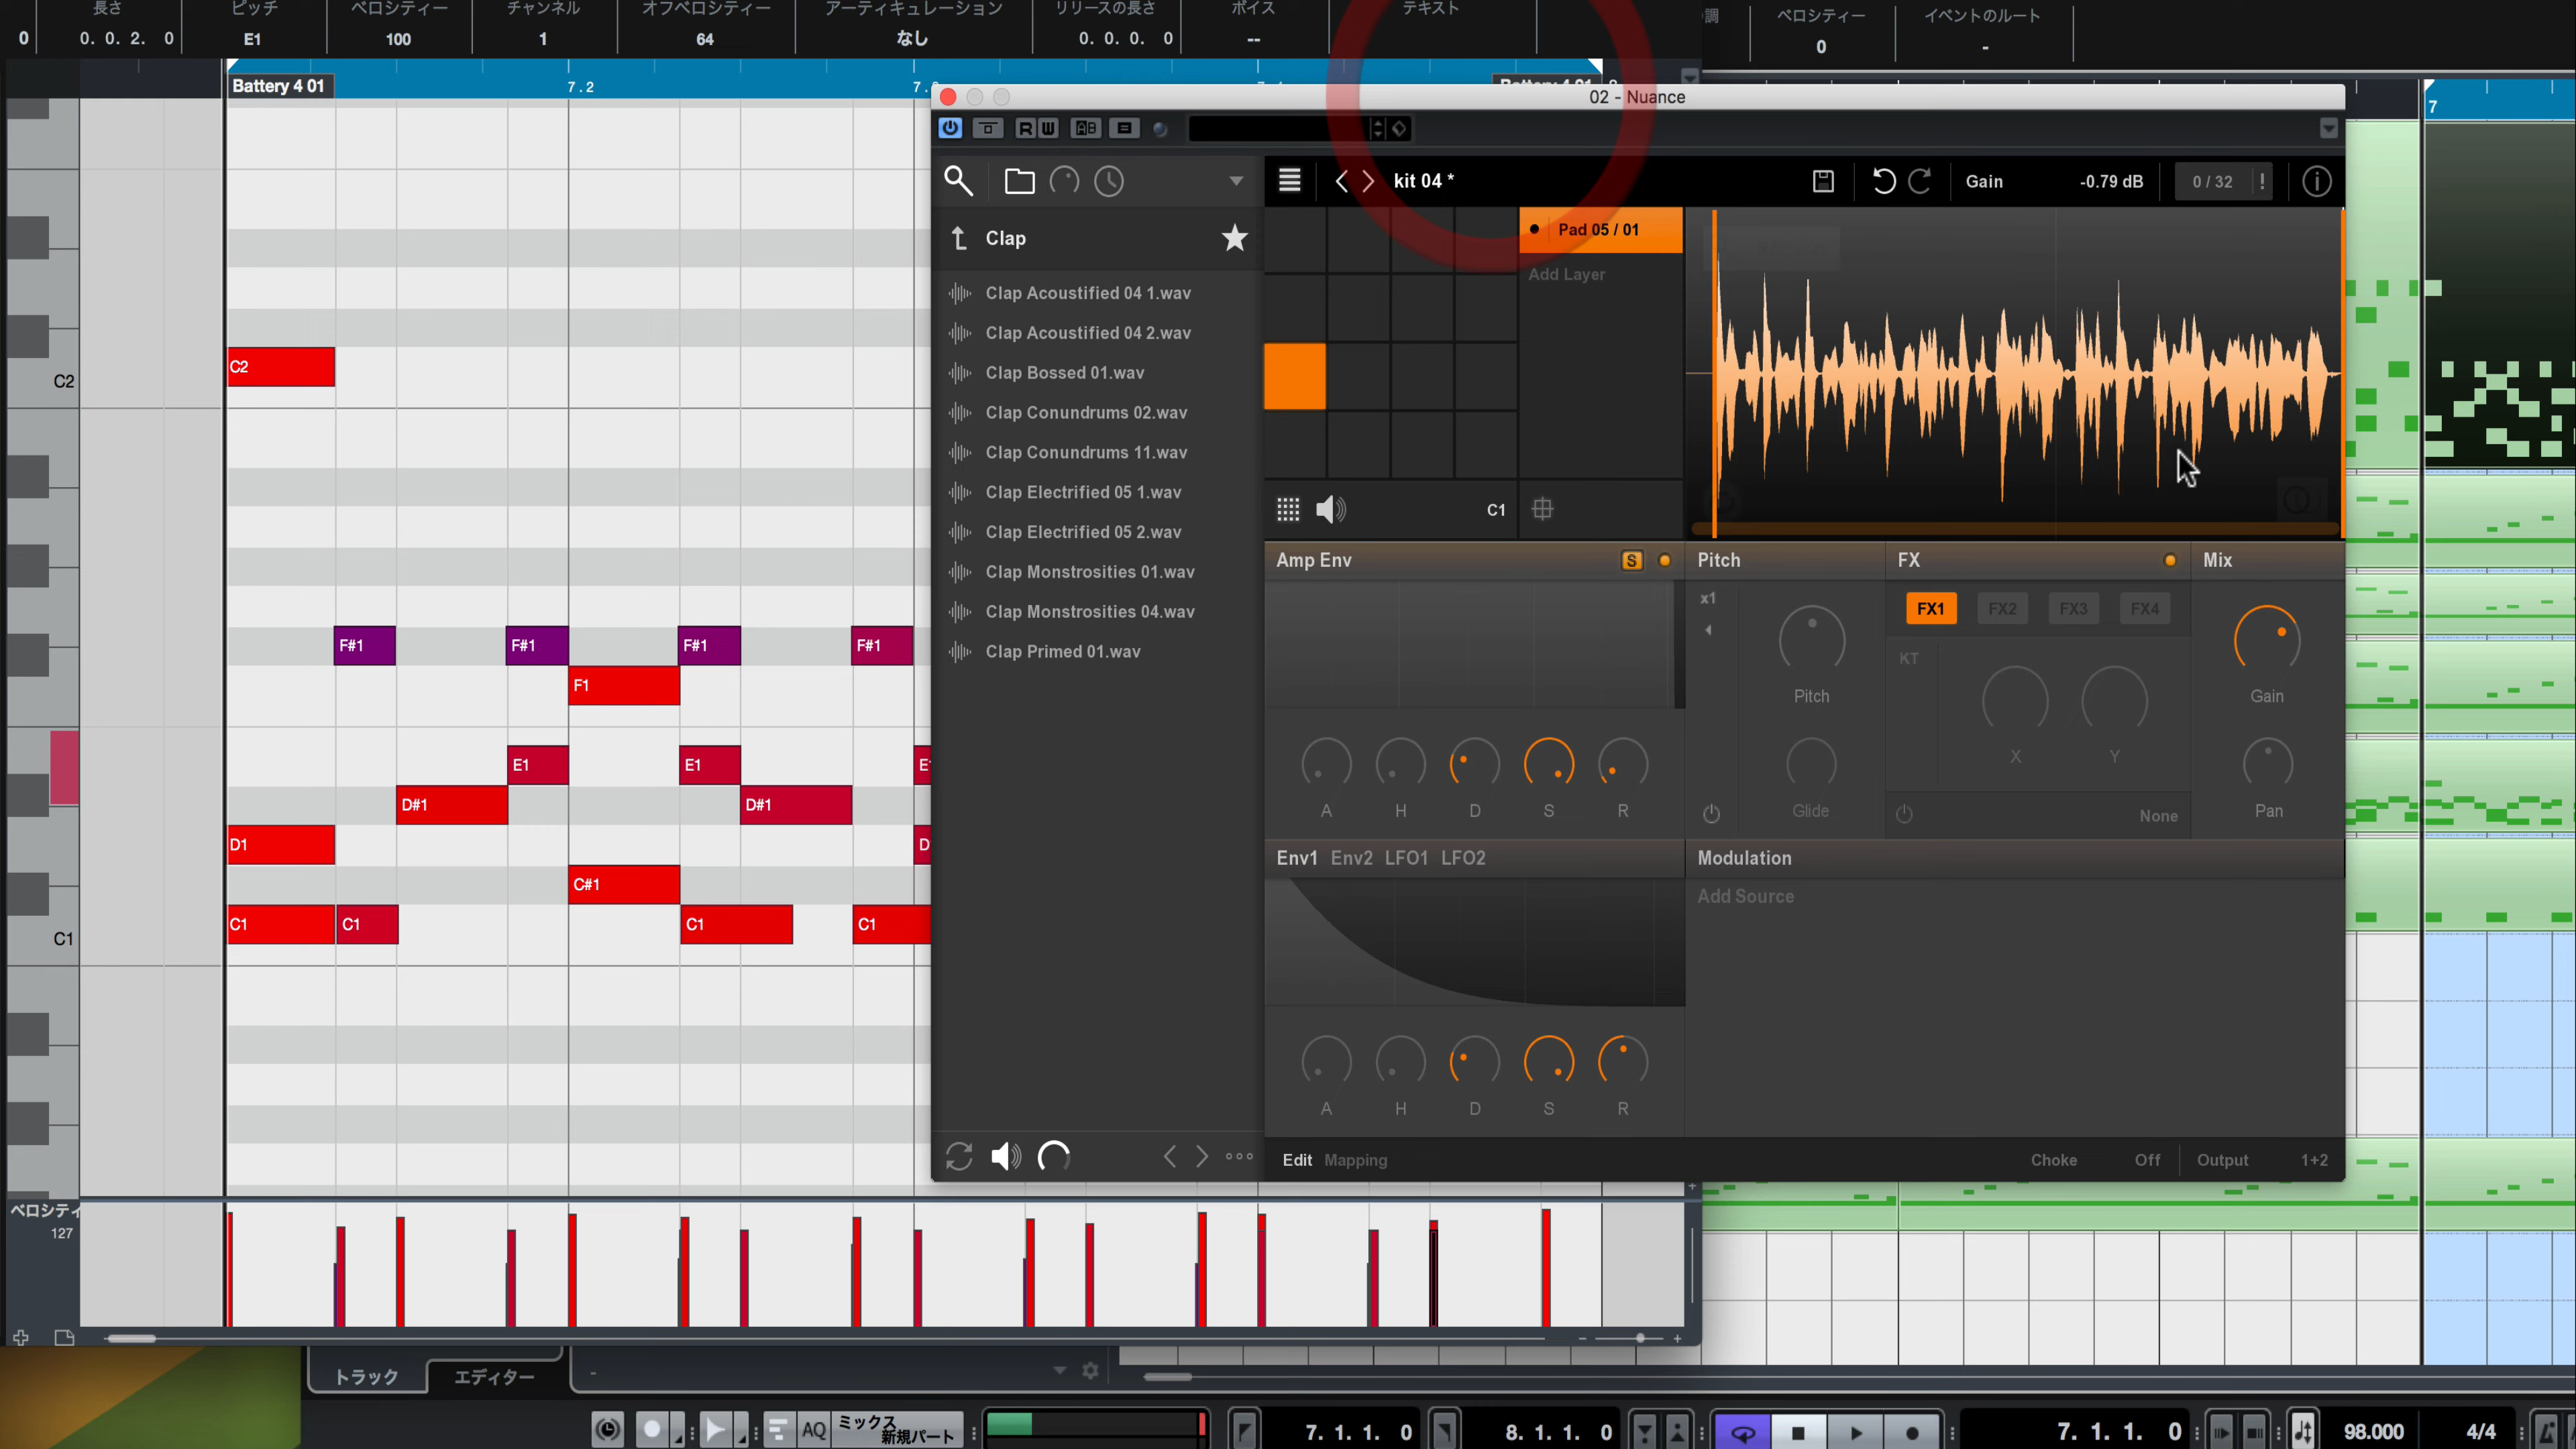 長さ
ピッチ
ベロシティー
チャンネル
オフベロシティー
アーティキュレーション
リリースの長さ
ボイス
テキスト
調
ベロシティー
イベントのルート
0
0. 0. 2. 0
E1
100
1
64
なし
0. 0. 0. 0
--
0
-
Battery 4 01
7.2
7.
Battery 4 01
02 - Nuance
7
R W
kit 04 *
Gain
-0.79 dB
0 / 32
!
Clap
Pad 05 / 01
Add Layer
Clap Acoustified 04 1.wav
Clap Acoustified 04 2.wav
Clap Bossed 01.wav
Clap Conundrums 02.wav
Clap Conundrums 11.wav
Clap Electrified 05 1.wav
Clap Electrified 05 2.wav
Clap Monstrosities 01.wav
Clap Monstrosities 04.wav
Clap Primed 01.wav
C1
Amp Env
S
Pitch
FX
Mix
x1
FX1
FX2
FX3
FX4
KT
Pitch
Gain
X
Y
A
H
D
S
R
Glide
None
Pan
Env1 Env2 LFO1 LFO2
Modulation
Add Source
A
H
D
S
R
Edit Mapping
Choke
Off
Output
1+2
C2
C2
F#1
F#1
F#1
F#1
F1
E1
E1
E
D#1
D#1
D1
D
C#1
C1
C1
C1
C1
C1
ベロシティ
127
トラック
エディター
-
AQ
ミックス
新規パート
7. 1. 1. 0
8. 1. 1. 0
7. 1. 1. 0
98.000
4/4